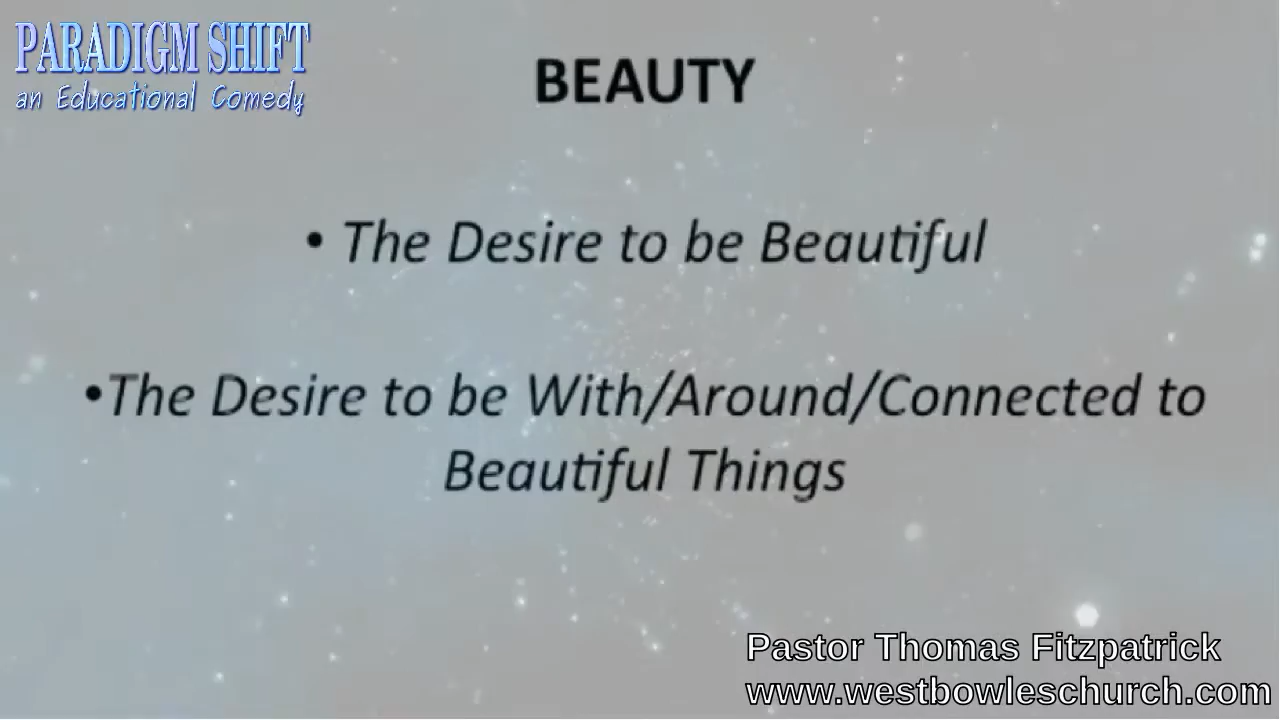 PARADIGM SHIFT
an Educational Comedy
BEAUTY
• The Desire to be Beautiful
•The Desire to be With/Around/Connected to
Beautiful Things
Pastor Thomas Fitzpatrick
www.westbowleschurch.com